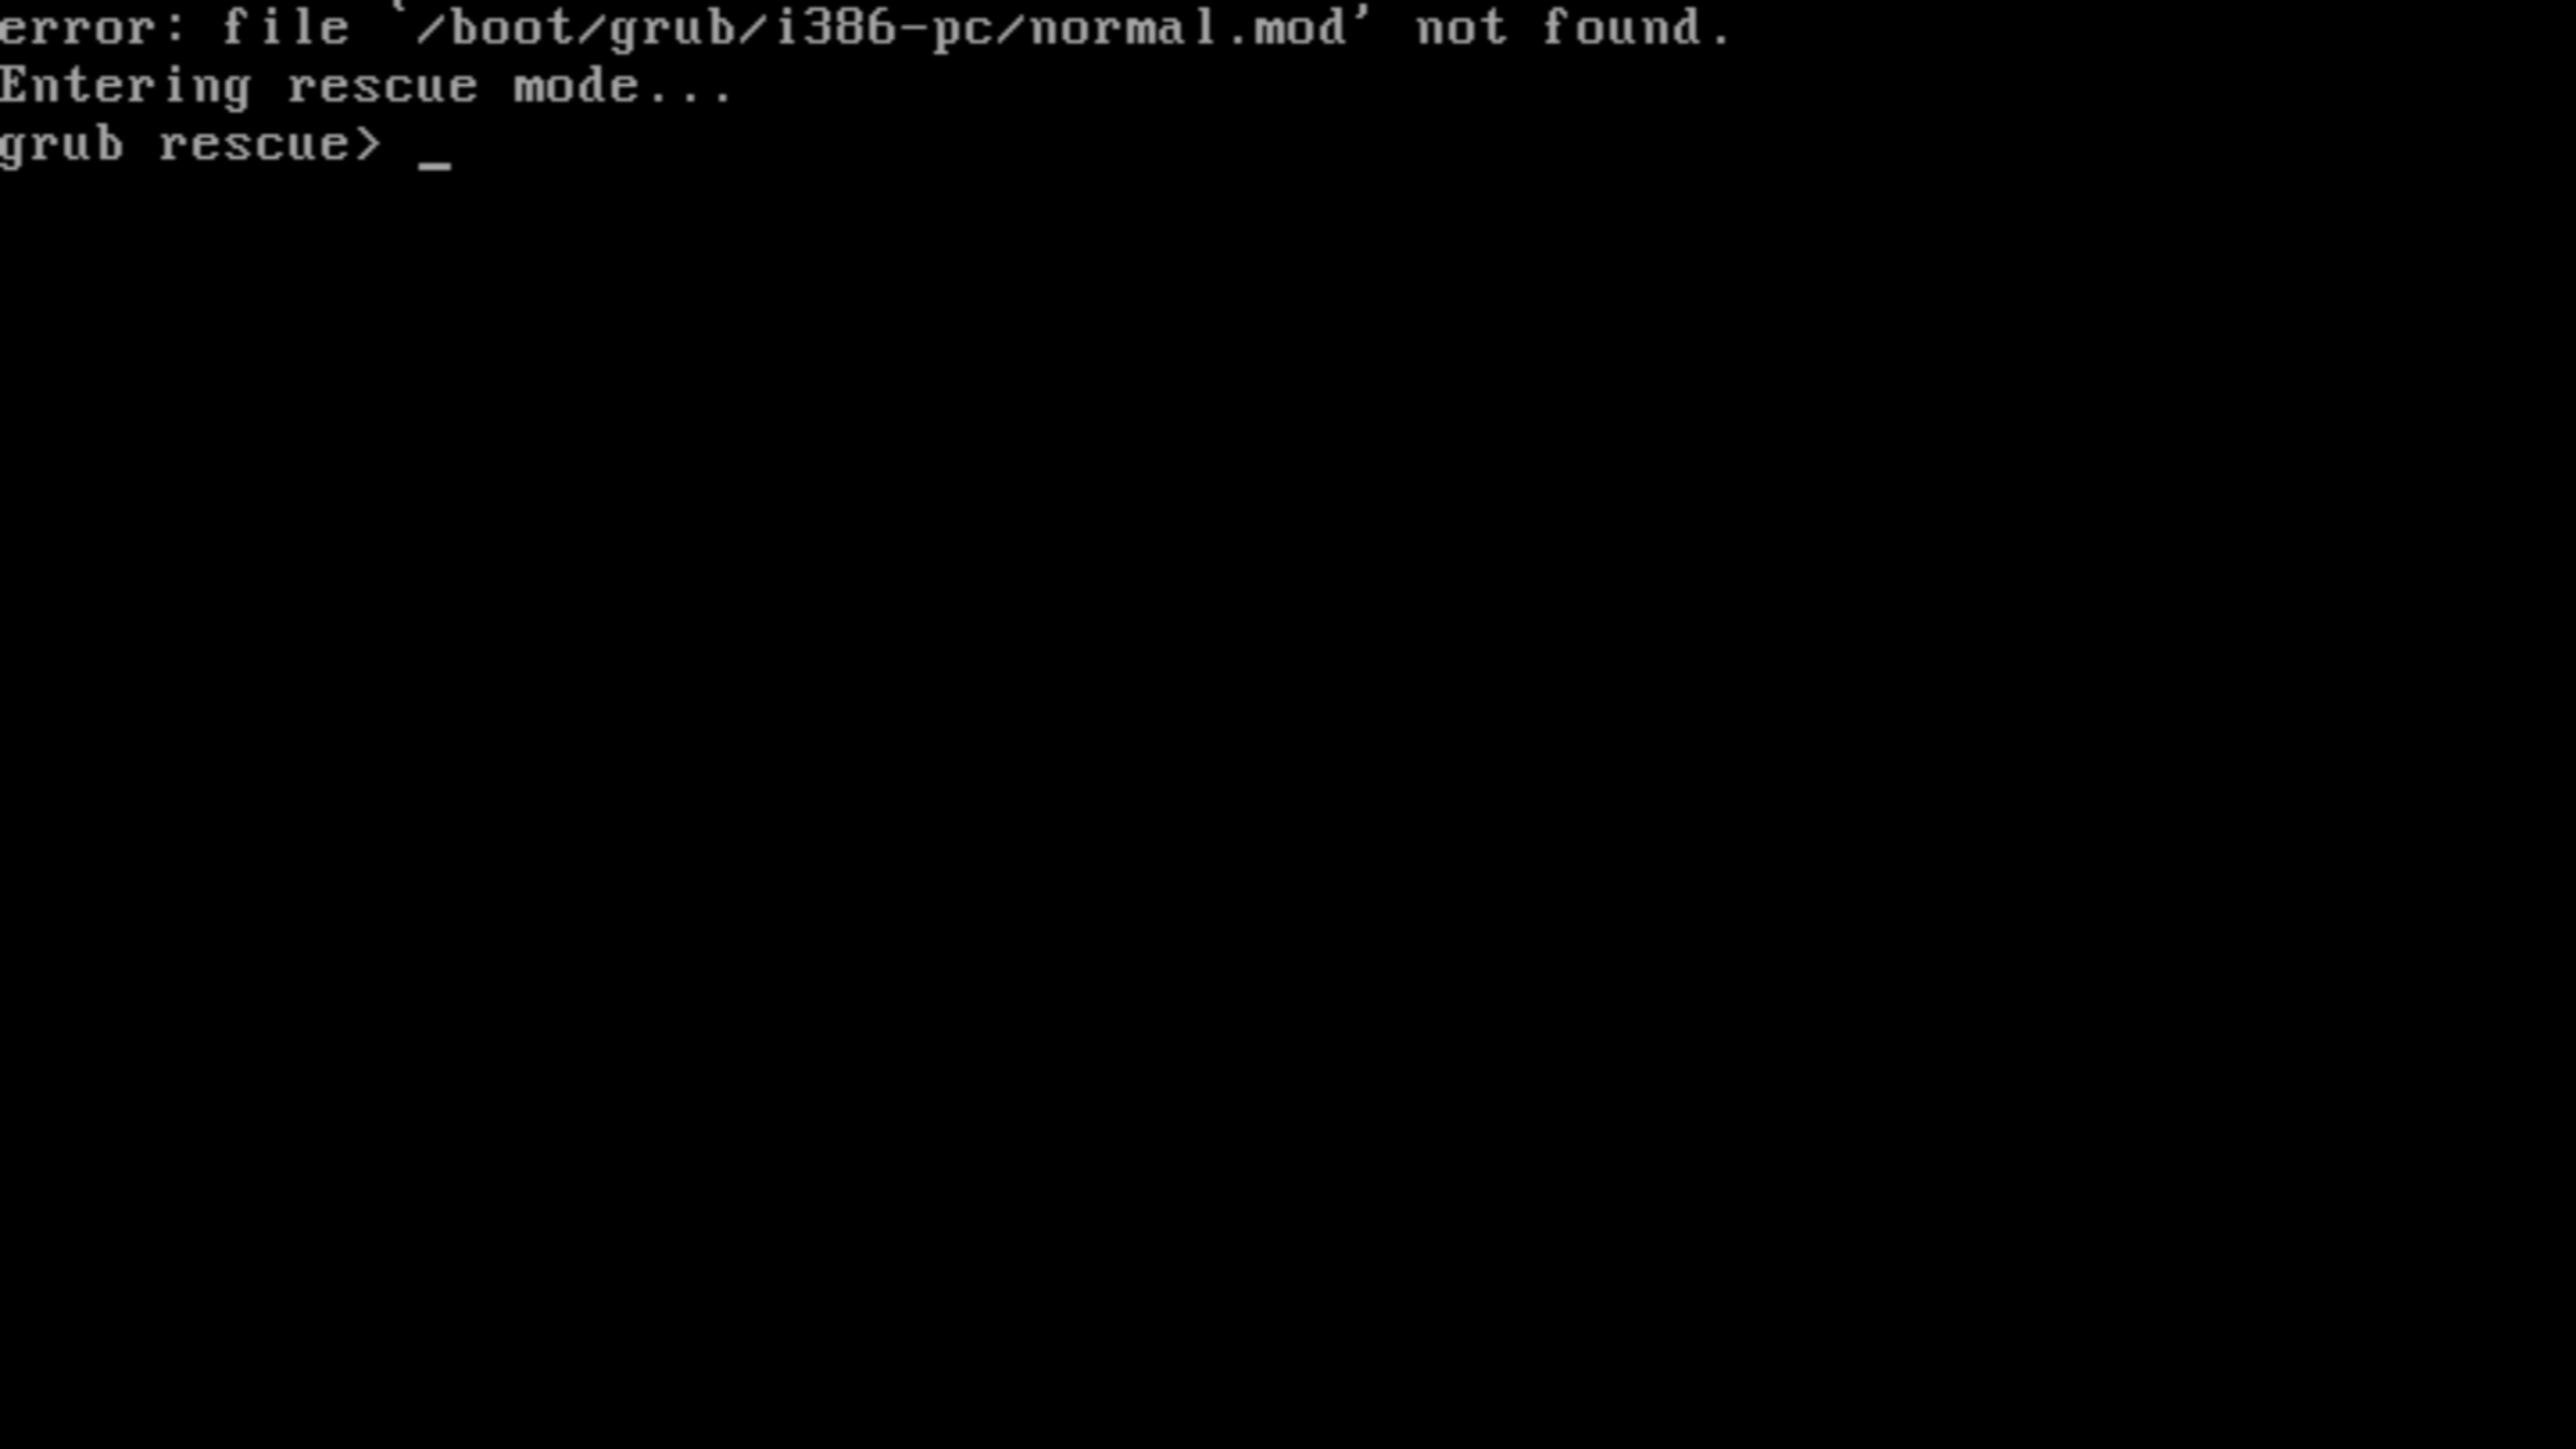 error: file `/boot/grub/i386-pc/normal.mod' not found.
Entering rescue mode...
grub rescue> _